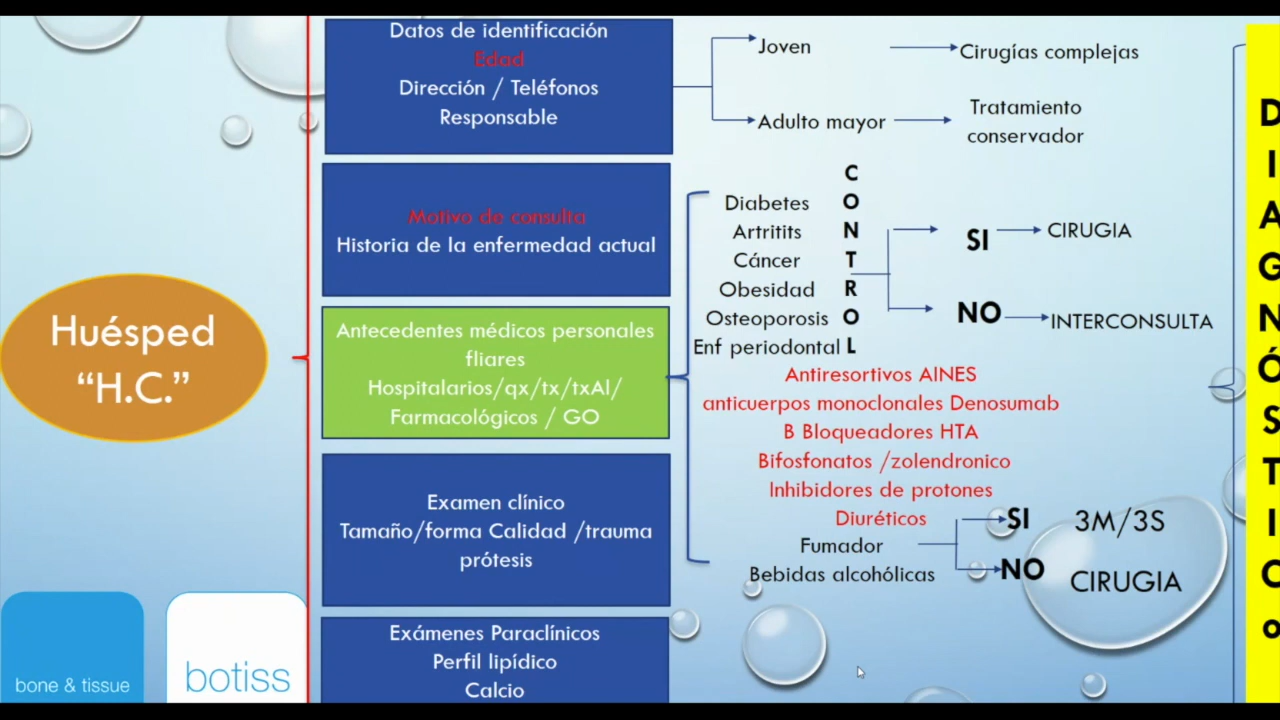 Huésped
“H.C.”
bone & tissue
botiss
Datos de identificación
Edad
Dirección / Teléfonos
Responsable
Joven
Cirugías complejas
Adulto mayor
Tratamiento
conservador
Motivo de consulta
Historia de la enfermedad actual
Antecedentes médicos personales
fliares
Hospitalarios/qx/tx/txAl/
Farmacológicos / GO
Diabetes
Artritits
Cáncer
Obesidad
Osteoporosis
Enf periodontal
CONTROL
SI
CIRUGIA
NO
INTERCONSULTA
Antiresortivos AINES
anticuerpos monoclonales Denosumab
B Bloqueadores HTA
Bifosfonatos /zolendronico
Inhibidores de protones
Diuréticos
Fumador
Bebidas alcohólicas
SI
3M/3S
NO
CIRUGIA
Examen clínico
Tamaño/forma Calidad /trauma
prótesis
Exámenes Paraclínicos
Perfil lipídico
Calcio
DIAGNÓSTICo